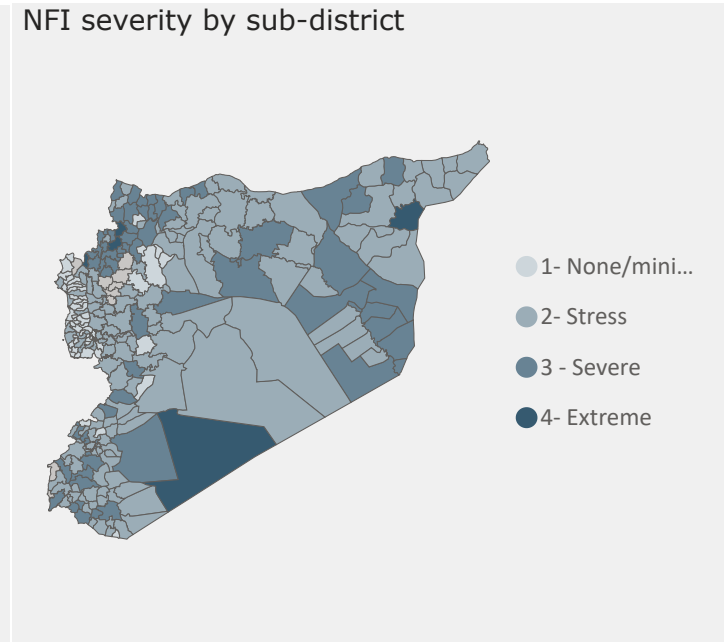 NFI severity by sub-district
1- None/mini...
2- Stress
3 - Severe
4- Extreme